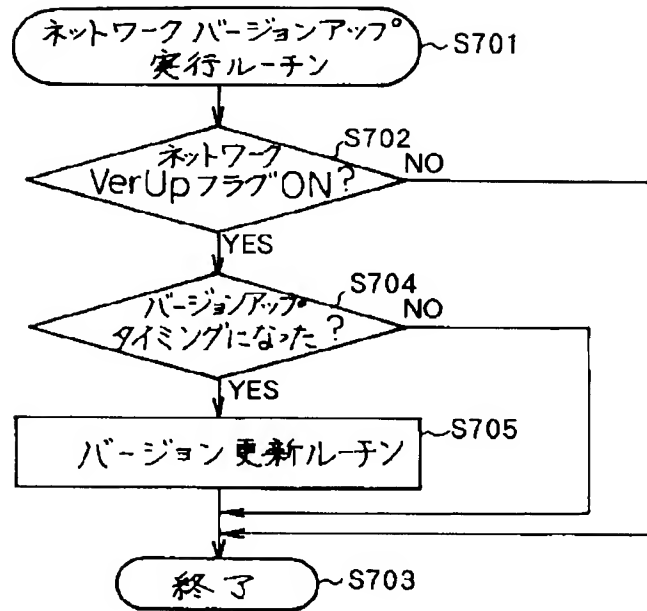 ネットワーク バージョンアップ
実行ルーチン
S701
S702
ネットワーク
VerUpフラグON?
NO
YES
S704
バージョンアップ
タイミングになった?
NO
YES
S705
バージョン更新ルーチン
終了
S703